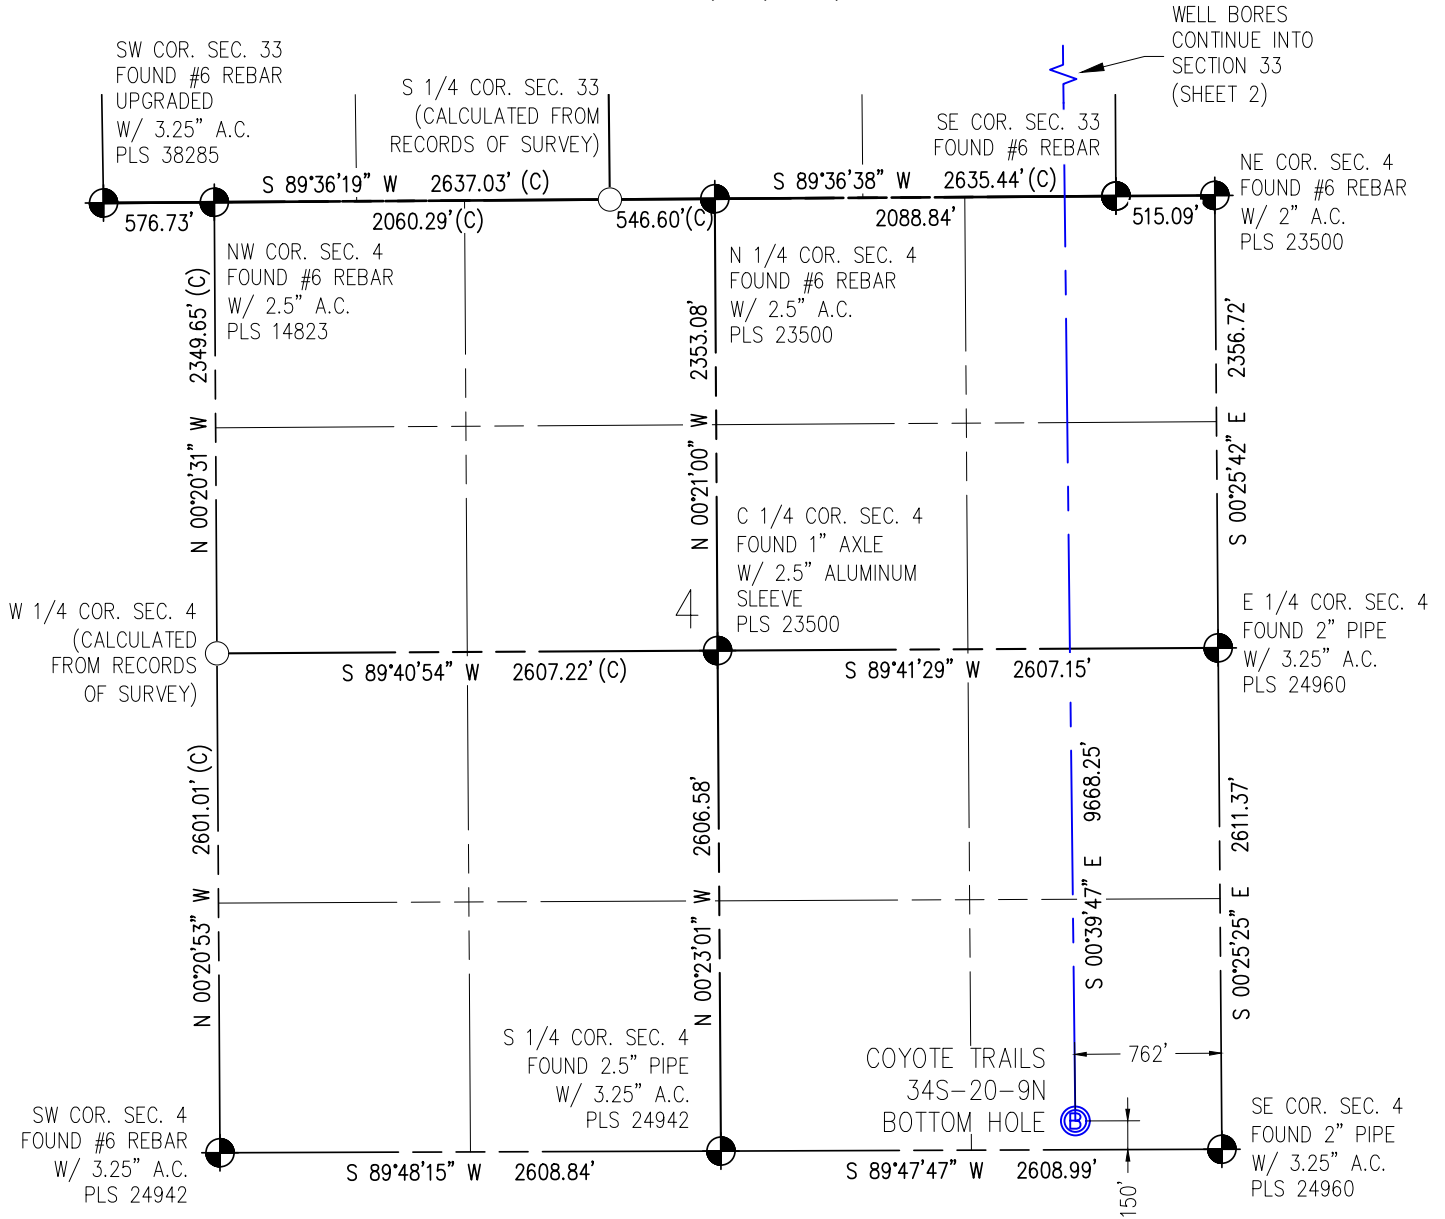 WELL BORES
CONTINUE INTO
SECTION 33
(SHEET 2)
SW COR. SEC. 33
FOUND #6 REBAR
UPGRADED
W/ 3.25" A.C.
PLS 38285
S 1/4 COR. SEC. 33
(CALCULATED FROM
RECORDS OF SURVEY)
SE COR. SEC. 33
FOUND #6 REBAR
NE COR. SEC. 4
FOUND #6 REBAR
W/ 2" A.C.
PLS 23500
S 89°36'19" W 2637.03' (C)
S 89°36'38" W 2635.44' (C)
576.73'
2060.29'(C)
546.60'(C)
2088.84'
515.09'
NW COR. SEC. 4
FOUND #6 REBAR
W/ 2.5" A.C.
PLS 14823
N 1/4 COR. SEC. 4
FOUND #6 REBAR
W/ 2.5" A.C.
PLS 23500
N 00°20'31" W 2349.65' (C)
N 00°21'00" W 2353.08'
S 00°25'42" E 2356.72'
C 1/4 COR. SEC. 4
FOUND 1" AXLE
W/ 2.5" ALUMINUM
SLEEVE
PLS 23500
4
W 1/4 COR. SEC. 4
(CALCULATED
FROM RECORDS
OF SURVEY)
E 1/4 COR. SEC. 4
FOUND 2" PIPE
W/ 3.25" A.C.
PLS 24960
S 89°40'54" W 2607.22' (C)
S 89°41'29" W 2607.15'
N 00°20'53" W 2601.01' (C)
N 00°23'01" W 2606.58'
S 00°39'47" E 9668.25'
S 00°25'25" E 2611.37'
S 1/4 COR. SEC. 4
FOUND 2.5" PIPE
W/ 3.25" A.C.
PLS 24942
COYOTE TRAILS
34S-20-9N
BOTTOM HOLE
B
762'
SW COR. SEC. 4
FOUND #6 REBAR
W/ 3.25" A.C.
PLS 24942
SE COR. SEC. 4
FOUND 2" PIPE
W/ 3.25" A.C.
PLS 24960
S 89°48'15" W 2608.84'
S 89°47'47" W 2608.99'
150'